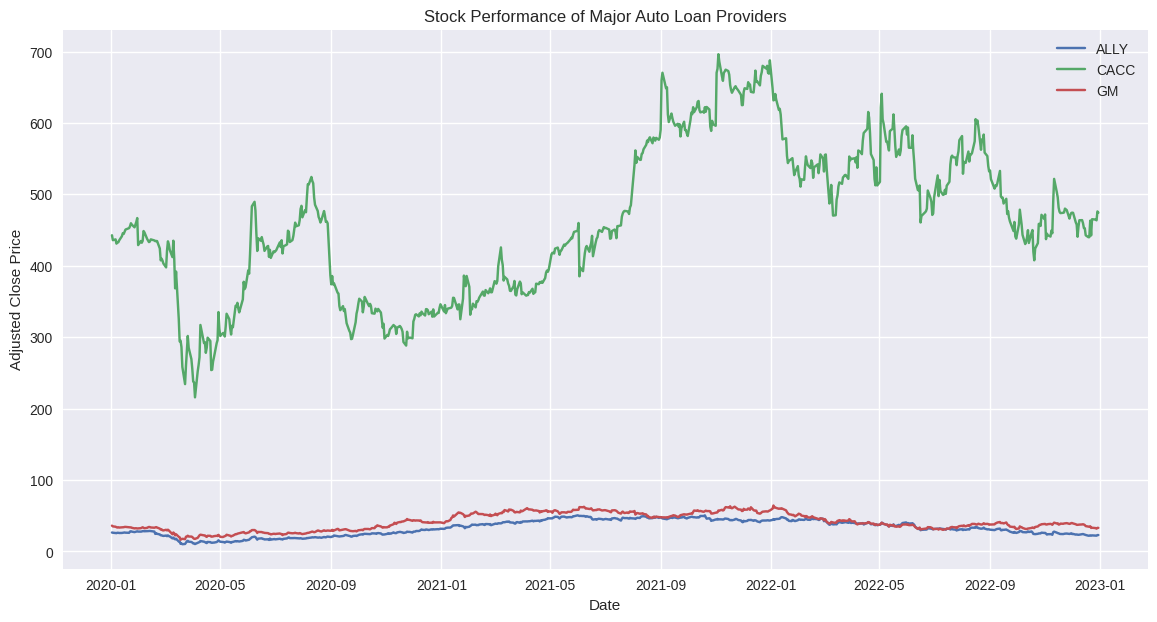 Stock Performance of Major Auto Loan Providers
ALLY
CACC
GM
Adjusted Close Price
700
600
500
400
300
200
100
0
2020-01 2020-05 2020-09 2021-01 2021-05 2021-09 2022-01 2022-05 2022-09 2023-01
Date